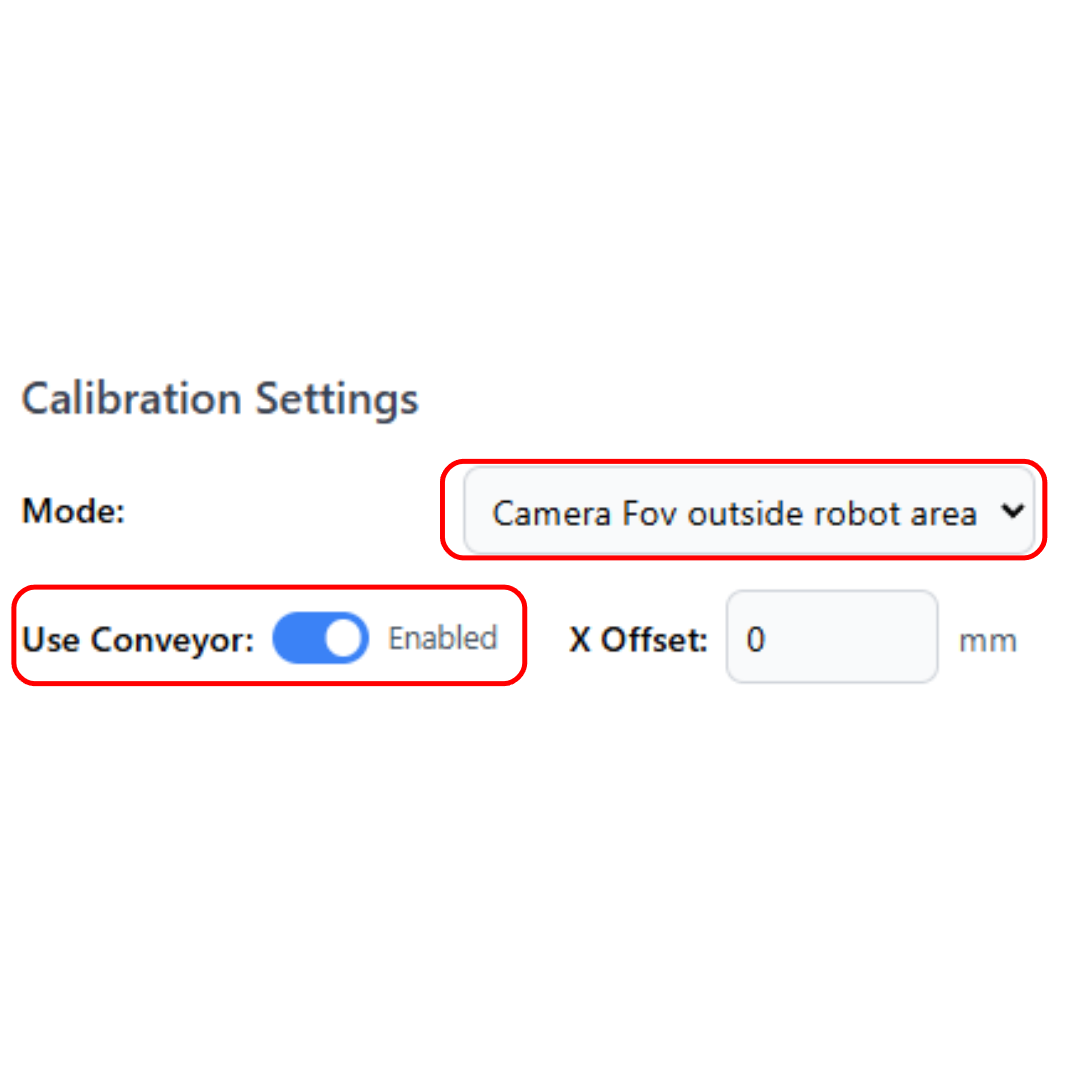 Calibration Settings
Mode: Camera Fov outside robot area
Use Conveyor: Enabled X Offset: 0 mm